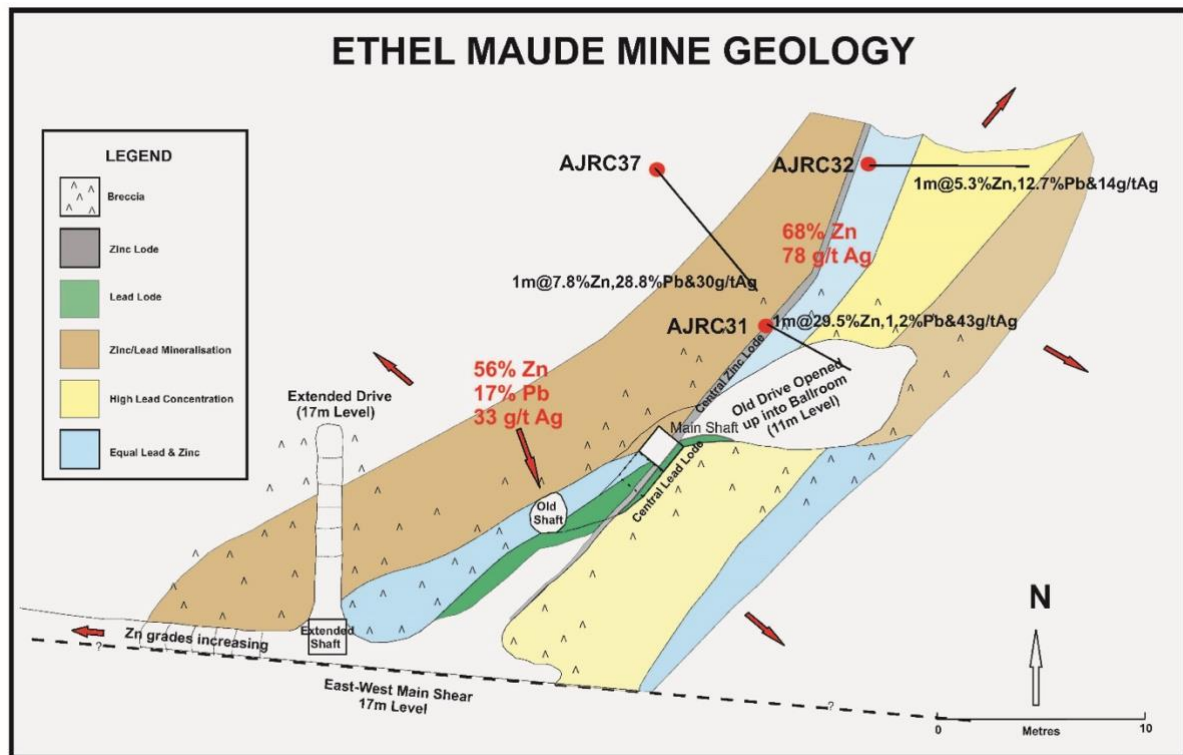 ETHEL MAUDE MINE GEOLOGY
LEGEND
Breccia
Zinc Lode
Lead Lode
Zinc/Lead Mineralisation
High Lead Concentration
Equal Lead & Zinc
AJRC37
AJRC32
1m@5.3%Zn,12.7%Pb&14g/tAg
68% Zn
78 g/t Ag
1m@7.8%Zn,28.8%Pb&30g/tAg
AJRC31
1m@29.5%Zn,1.2%Pb&43g/tAg
56% Zn
17% Pb
33 g/t Ag
Central Zinc Lode
Old Drive Opened
up into Ballroom
(11m Level)
Extended Drive
(17m Level)
Main Shaft
Central Lead Lode
Old
Shaft
Extended
Shaft
Zn grades increasing
?
East-West Main Shear
17m Level
?
N
0
10
Metres